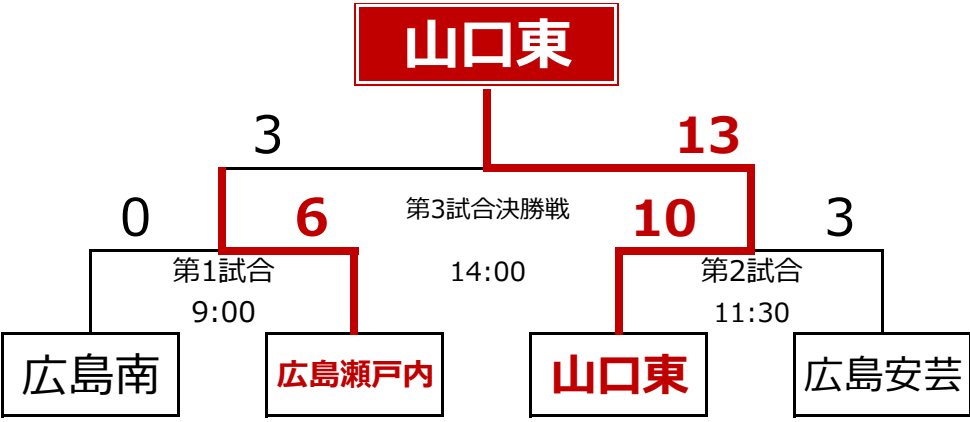 山口東
3
13
0
6
第3試合決勝戦
10
3
第1試合
14:00
第2試合
9:00
11:30
広島南
広島瀬戸内
山口東
広島安芸